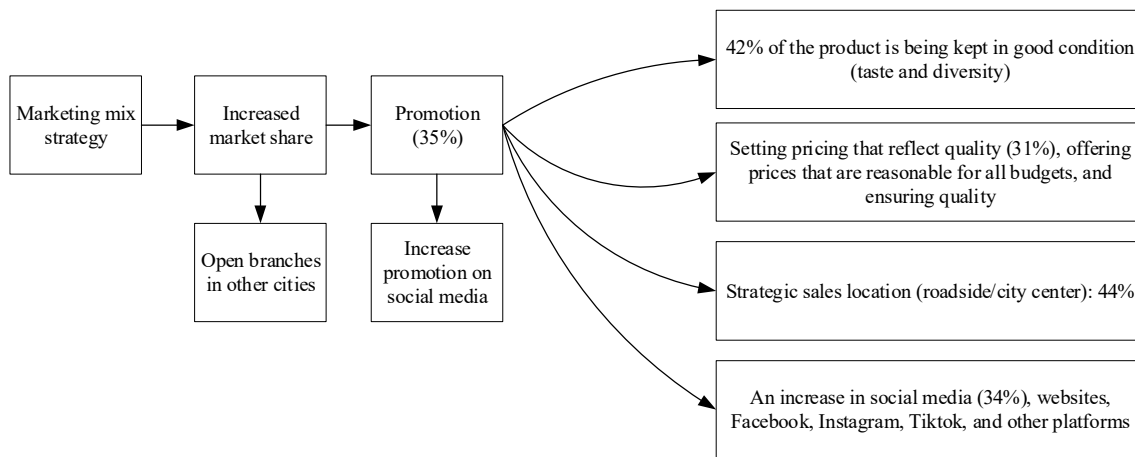 Marketing mix
strategy
Increased
market share
Promotion
(35%)
Open branches
in other cities
Increase
promotion on
social media
42% of the product is being kept in good condition
(taste and diversity)
Setting pricing that reflect quality (31%), offering
prices that are reasonable for all budgets, and
ensuring quality
Strategic sales location (roadside/city center): 44%
An increase in social media (34%), websites,
Facebook, Instagram, Tiktok, and other platforms